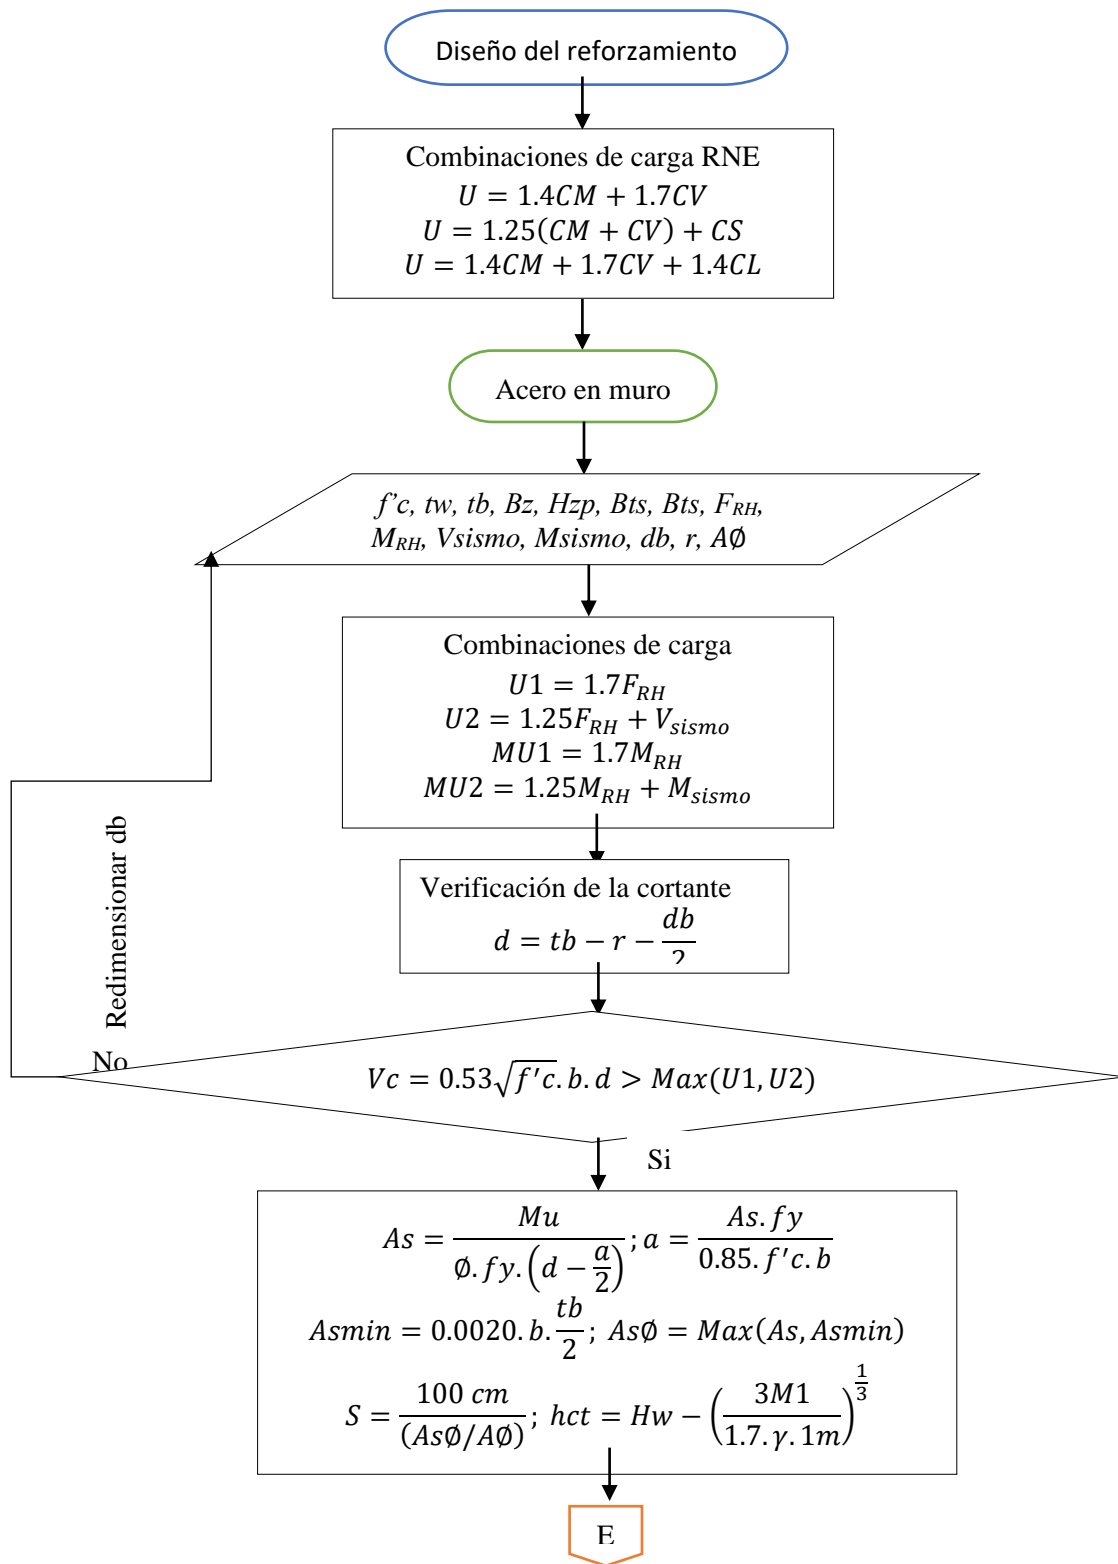 Diseño del reforzamiento
Combinaciones de carga RNE
U = 1.4CM + 1.7CV
U = 1.25(CM + CV) + CS
U = 1.4CM + 1.7CV + 1.4CL
Acero en muro
f'c, tw, tb, Bz, Hzp, Bts, Bts, F_RH,
M_RH, Vsismo, Msismo, db, r, A∅
Combinaciones de carga
U1 = 1.7F_RH
U2 = 1.25F_RH + V_sismo
MU1 = 1.7M_RH
MU2 = 1.25M_RH + M_sismo
Verificación de la cortante
d = tb − r − db/2
Redimensionar db
No
Vc = 0.53√f'c. b. d > Max(U1, U2)
Si
As = Mu/(∅. fy. (d − a/2)); a = As. fy/(0.85. f'c. b)
Asmin = 0.0020. b. tb/2; As∅ = Max(As, Asmin)
S = 100 cm/(As∅/A∅); hct = Hw − (3M1/(1.7. γ. 1m))^(1/3)
E